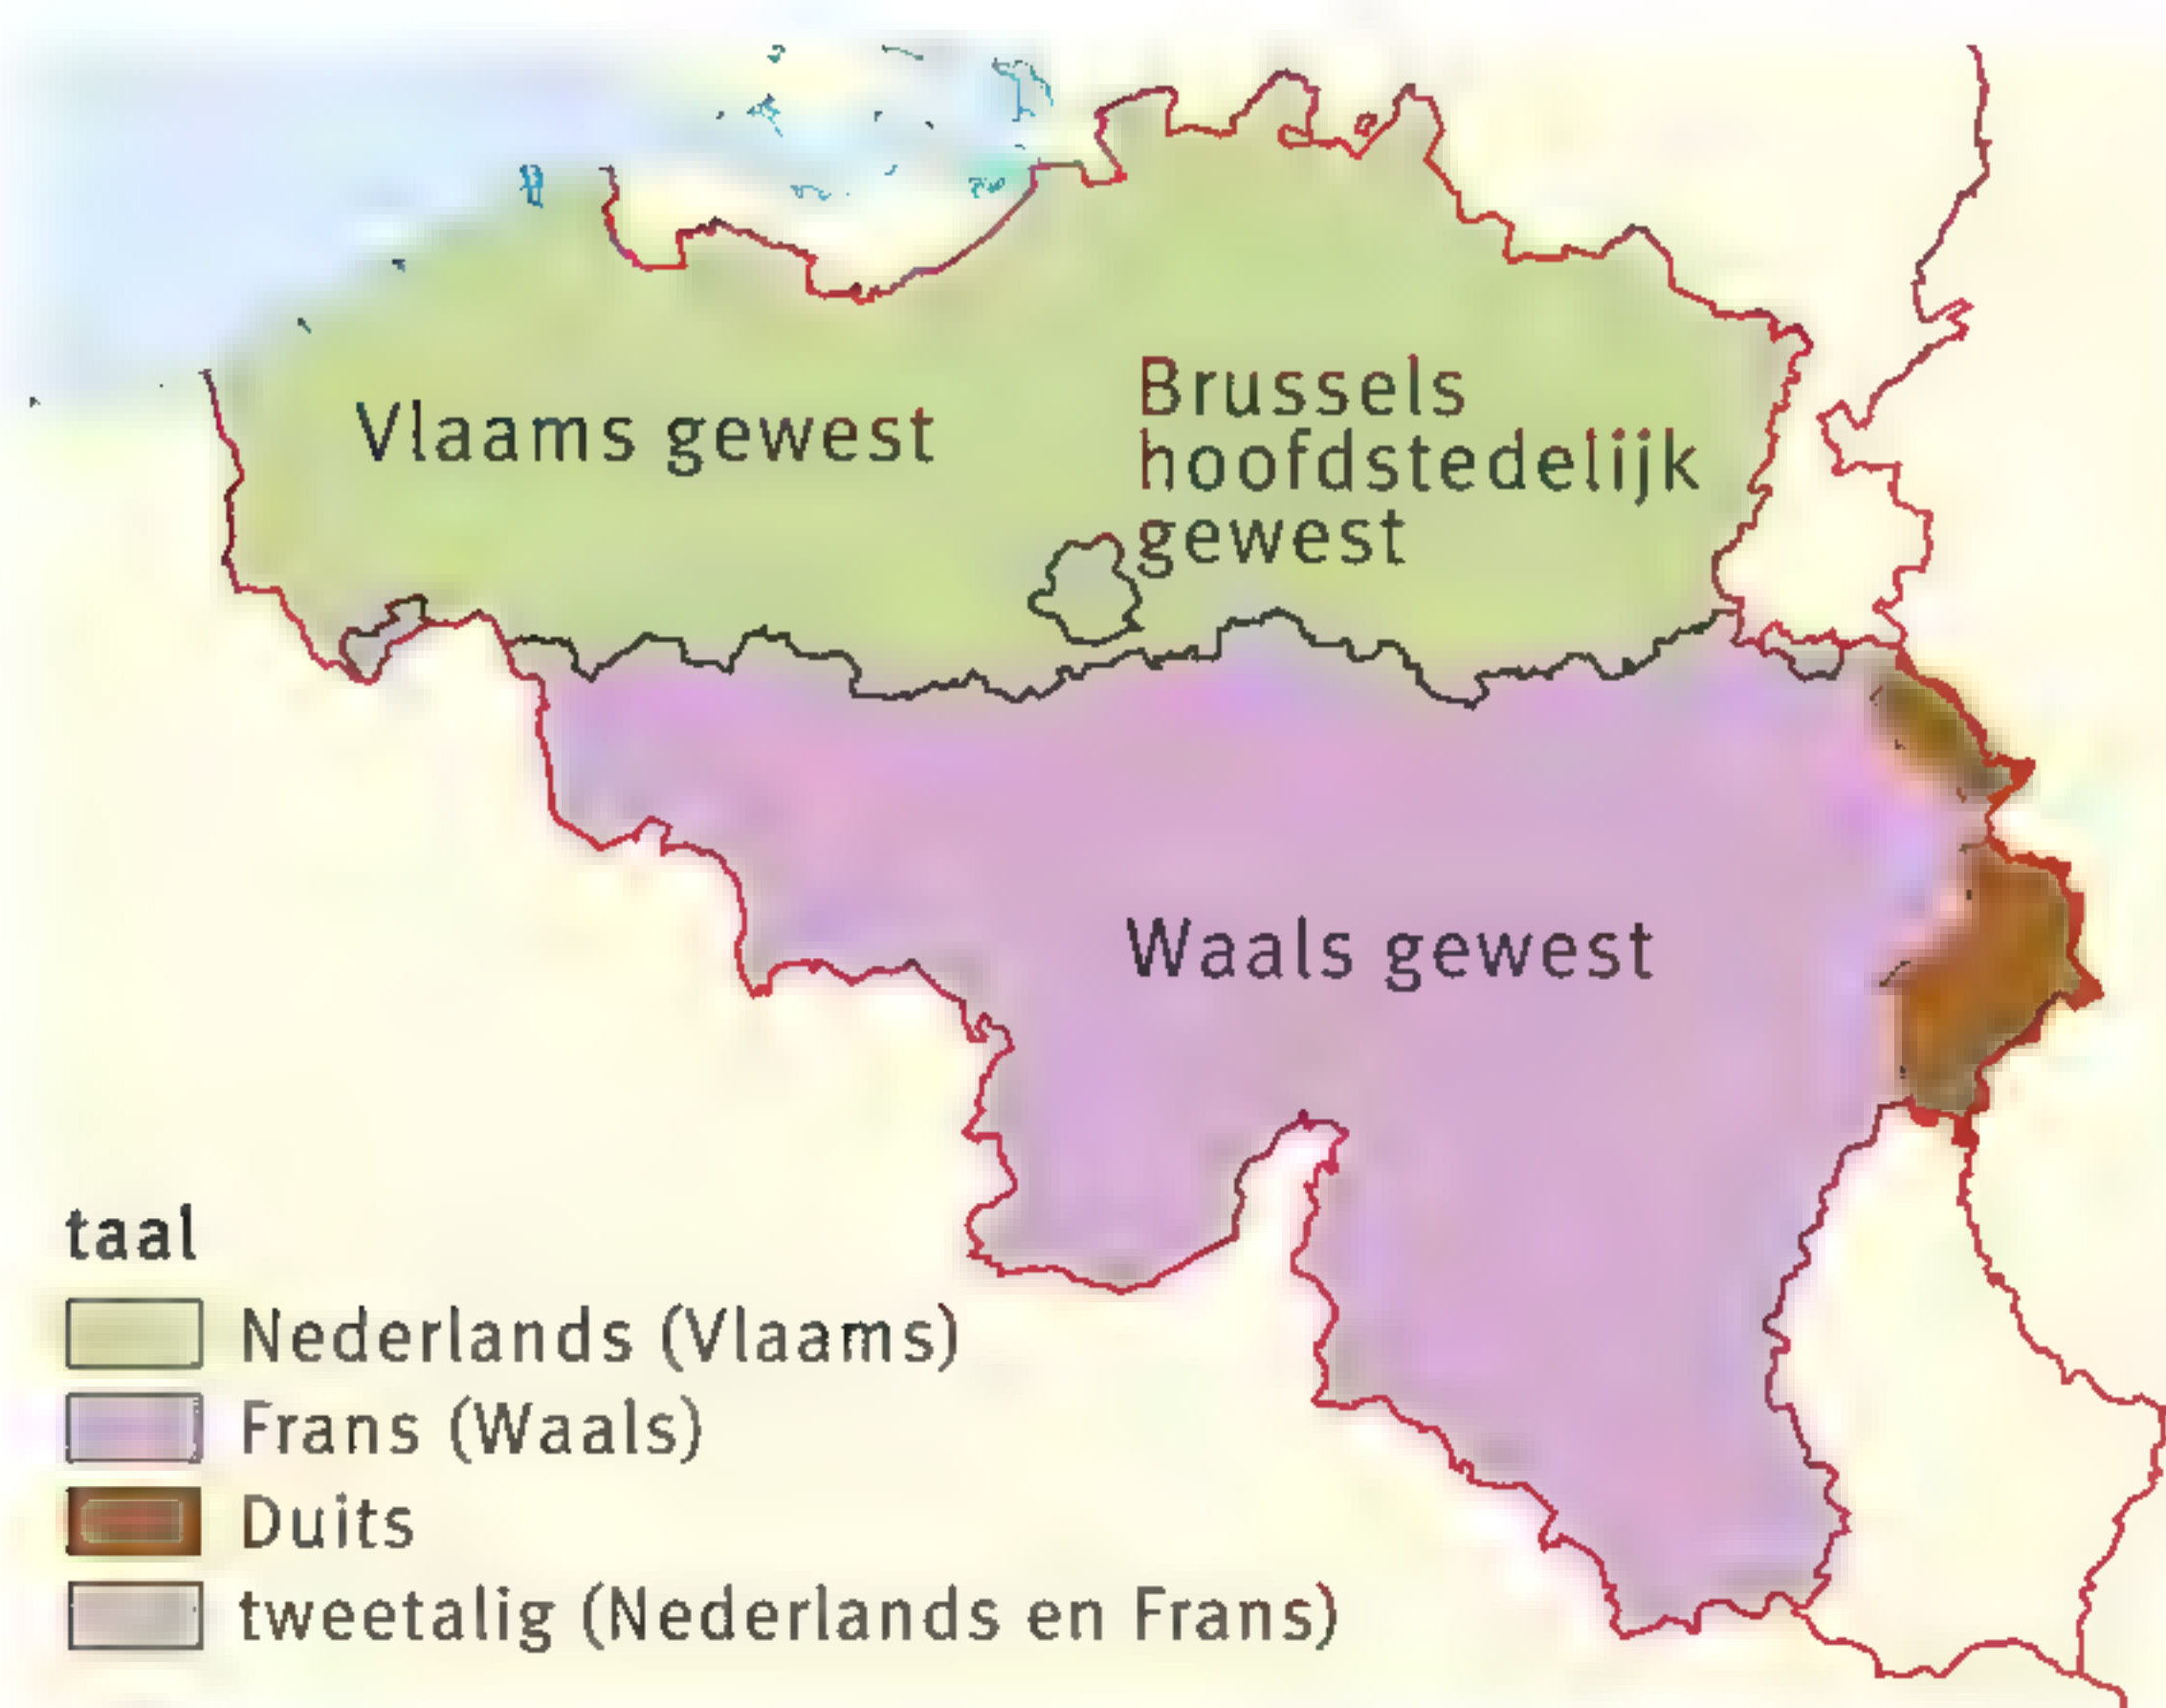 Vlaams gewest
Brussels
hoofdstedelijk
gewest
Waals gewest
taal
Nederlands (Vlaams)
Frans (Waals)
Duits
tweetalig (Nederlands en Frans)